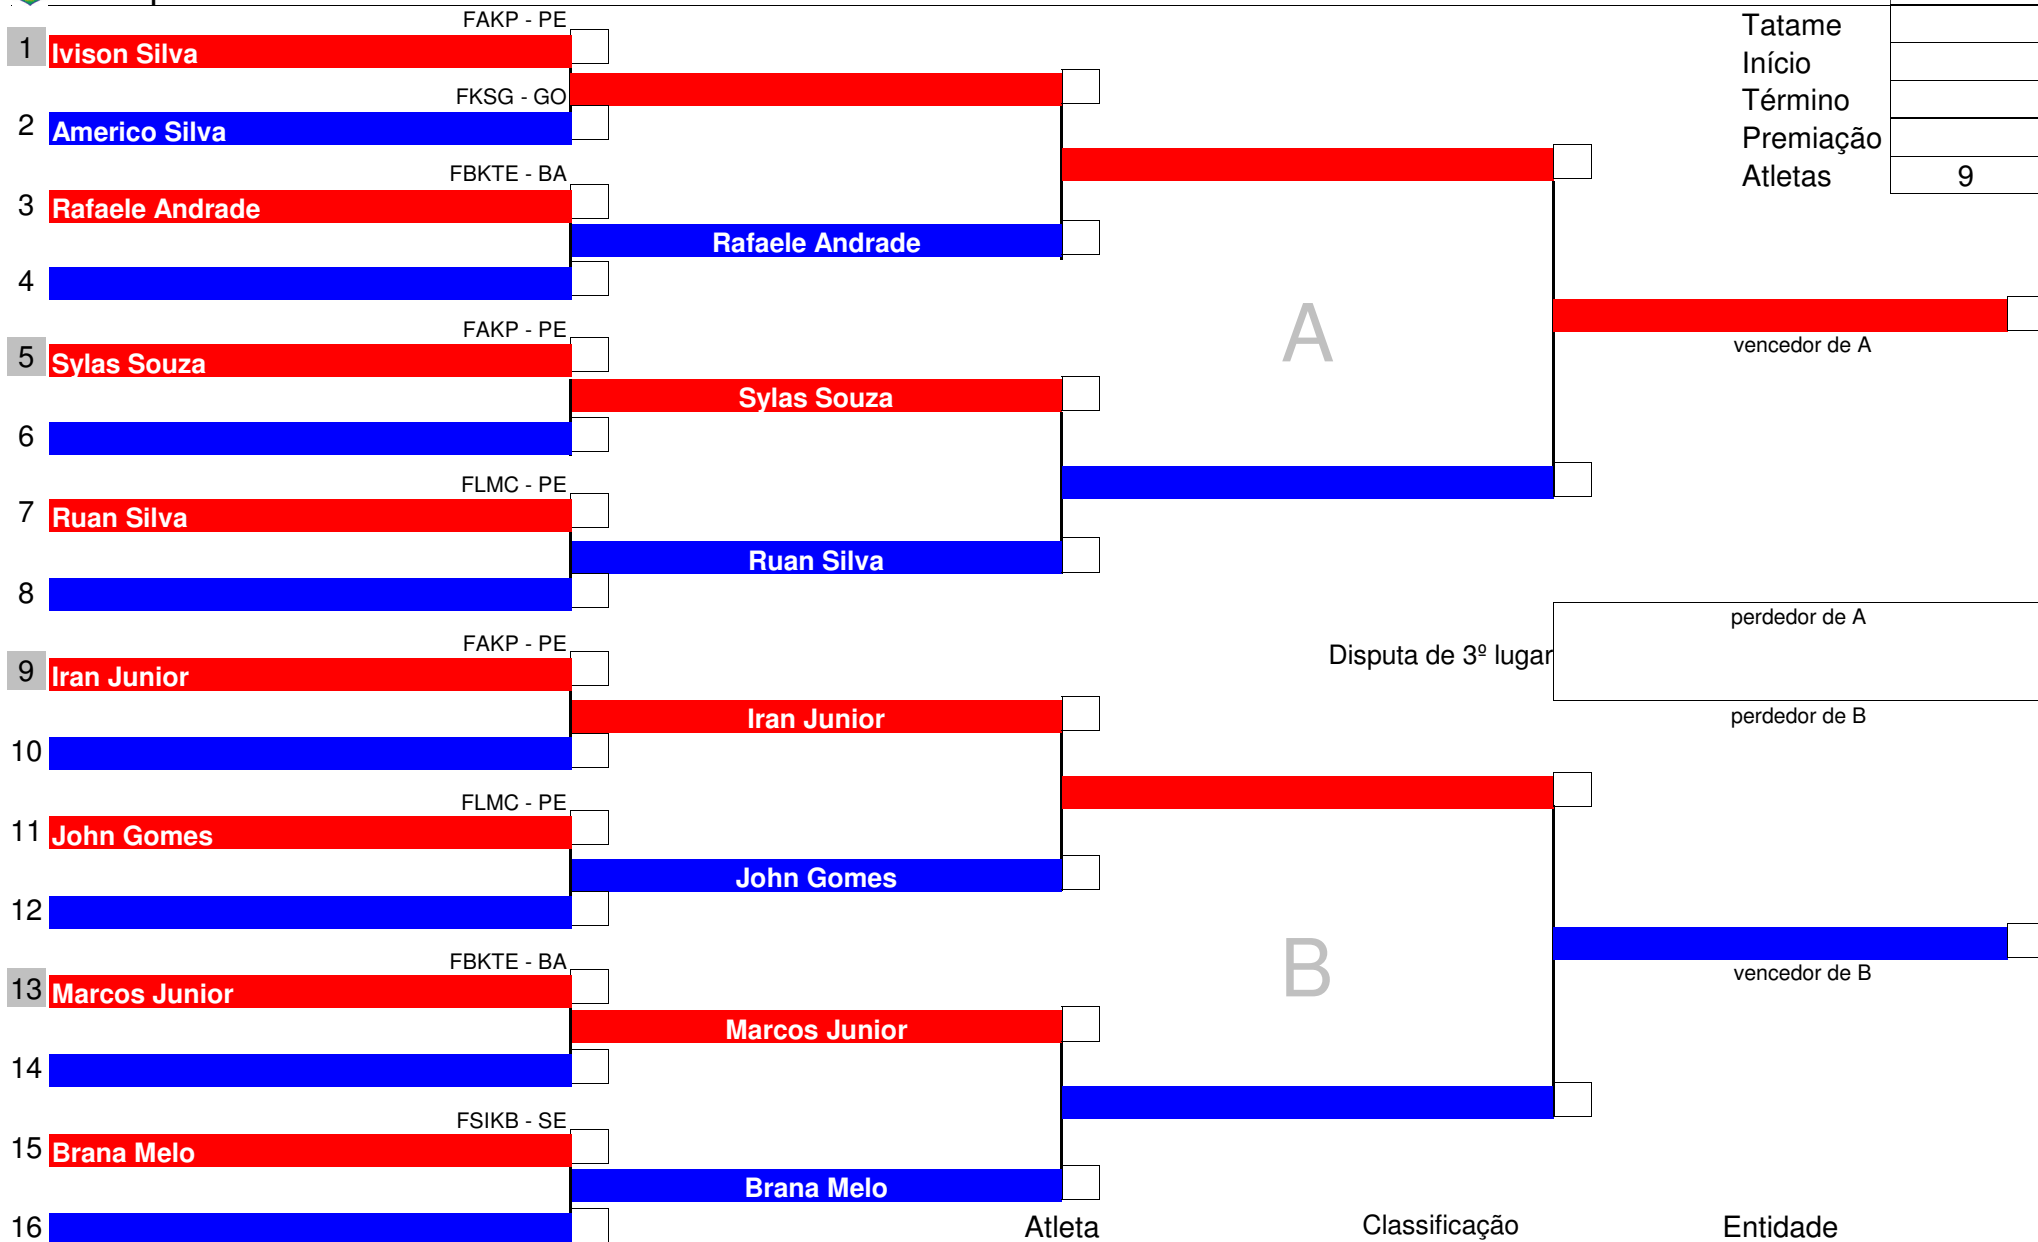 FAKP - PE
Tatame
1 Ivison Silva
Início
FKSG - GO
Término
2 Americo Silva
Premiação
FBKTE - BA
Atletas 9
3 Rafaele Andrade
Rafaele Andrade
4
FAKP - PE
A
vencedor de A
5 Sylas Souza
Sylas Souza
6
FLMC - PE
7 Ruan Silva
Ruan Silva
8
perdedor de A
FAKP - PE
Disputa de 3º lugar
9 Iran Junior
Iran Junior
perdedor de B
10
FLMC - PE
11 John Gomes
John Gomes
12
FBKTE - BA
B
vencedor de B
13 Marcos Junior
Marcos Junior
14
FSIKB - SE
15 Brana Melo
Brana Melo
16
Atleta Classificação Entidade